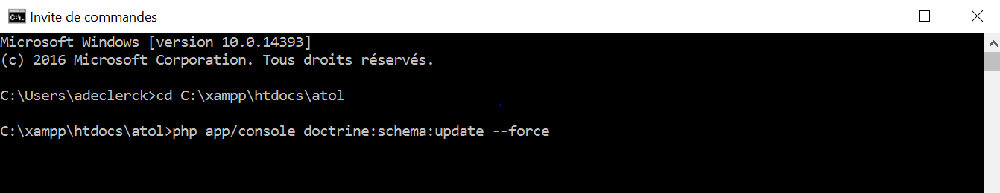 Invite de commandes
Microsoft Windows [version 10.0.14393]
(c) 2016 Microsoft Corporation. Tous droits réservés.
C:\Users\adeclerck>cd C:\xampp\htdocs\atol
C:\xampp\htdocs\atol>php app/console doctrine:schema:update --force